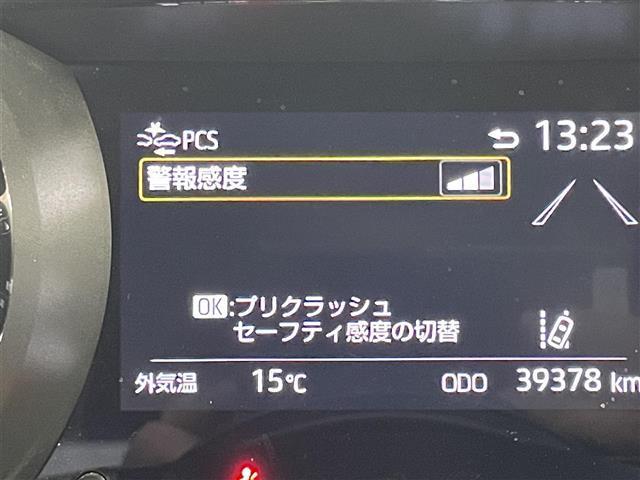 PCS 13:23
警報感度
OK:プリクラッシュ
セーフティ感度の切替
外気温 15℃ ODO 39378 km